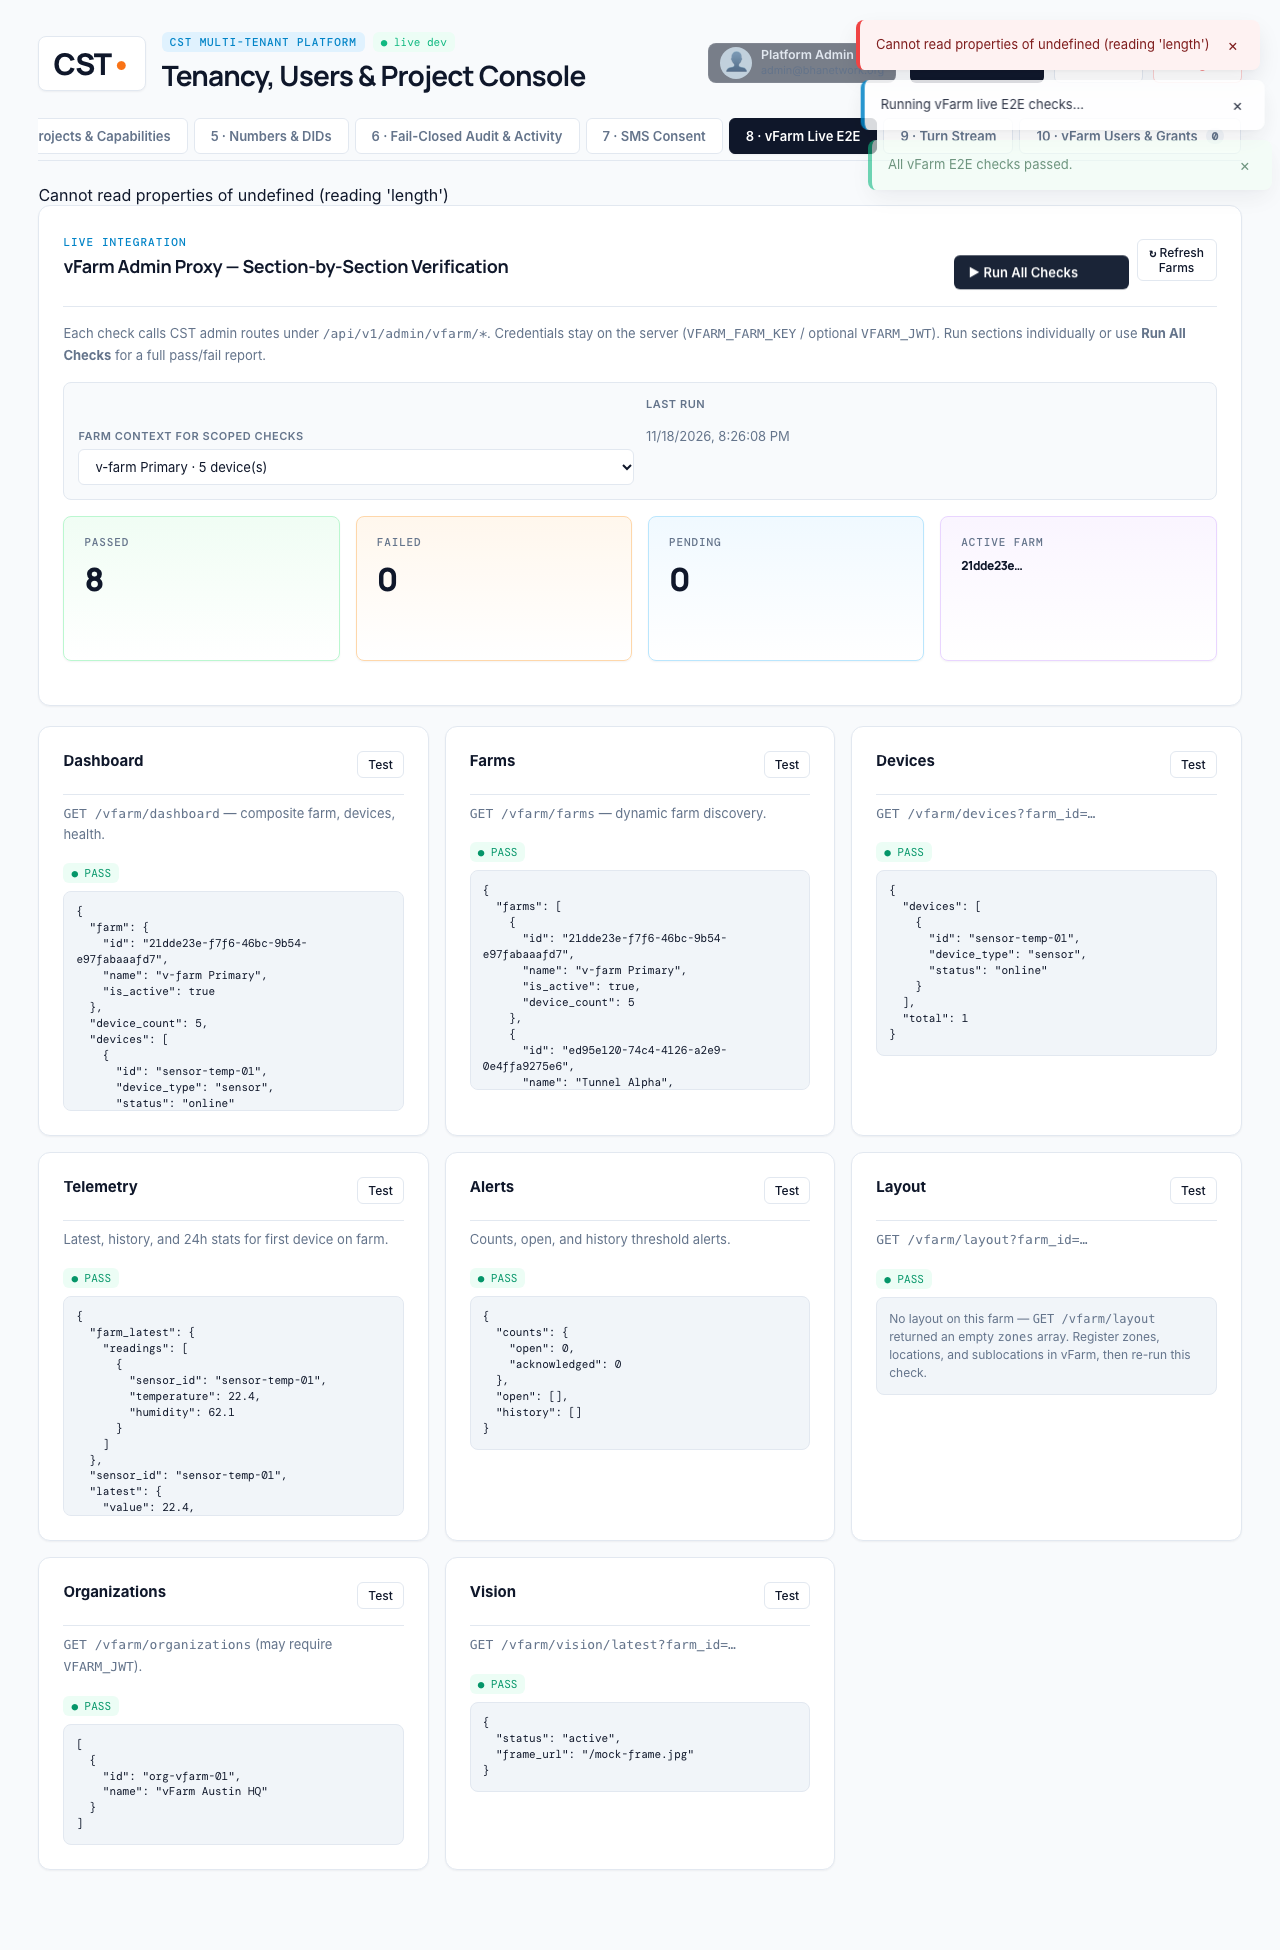 CST
CST MULTI-TENANT PLATFORM
● live dev
Tenancy, Users & Project Console
Platform Admin
Cannot read properties of undefined (reading 'length') ×
Running vFarm live E2E checks... ×
All vFarm E2E checks passed. ×
rojects & Capabilities
5 · Numbers & DIDs
6 · Fail-Closed Audit & Activity
7 · SMS Consent
8 · vFarm Live E2E
9 · Turn Stream
10 · vFarm Users & Grants 0
Cannot read properties of undefined (reading 'length')
LIVE INTEGRATION
vFarm Admin Proxy — Section-by-Section Verification
▶ Run All Checks
↻ Refresh
Farms
Each check calls CST admin routes under /api/v1/admin/vfarm/*. Credentials stay on the server (VFARM_FARM_KEY / optional VFARM_JWT). Run sections individually or use Run All
Checks for a full pass/fail report.
LAST RUN
FARM CONTEXT FOR SCOPED CHECKS
11/18/2026, 8:26:08 PM
v-farm Primary · 5 device(s)
PASSED
8
FAILED
0
PENDING
0
ACTIVE FARM
21dde23e…
Dashboard
Test
GET /vfarm/dashboard — composite farm, devices,
health.
● PASS
{
"farm": {
"id": "21dde23e-f7f6-46bc-9b54-
e97fabaaafd7",
"name": "v-farm Primary",
"is_active": true
},
"device_count": 5,
"devices": [
{
"id": "sensor-temp-01",
"device_type": "sensor",
"status": "online"
Farms
Test
GET /vfarm/farms — dynamic farm discovery.
● PASS
{
"farms": [
{
"id": "21dde23e-f7f6-46bc-9b54-
e97fabaaafd7",
"name": "v-farm Primary",
"is_active": true,
"device_count": 5
},
{
"id": "ed95e120-74c4-4126-a2e9-
0e4ffa9275e6",
"name": "Tunnel Alpha",
Devices
Test
GET /vfarm/devices?farm_id=…
● PASS
{
"devices": [
{
"id": "sensor-temp-01",
"device_type": "sensor",
"status": "online"
}
],
"total": 1
}
Telemetry
Test
Latest, history, and 24h stats for first device on farm.
● PASS
{
"farm_latest": {
"readings": [
{
"sensor_id": "sensor-temp-01",
"temperature": 22.4,
"humidity": 62.1
}
]
},
"sensor_id": "sensor-temp-01",
"latest": {
"value": 22.4,
Alerts
Test
Counts, open, and history threshold alerts.
● PASS
{
"counts": {
"open": 0,
"acknowledged": 0
},
"open": [],
"history": []
}
Layout
Test
GET /vfarm/layout?farm_id=…
● PASS
No layout on this farm — GET /vfarm/layout
returned an empty zones array. Register zones,
locations, and sublocations in vFarm, then re-run this
check.
Organizations
Test
GET /vfarm/organizations (may require
VFARM_JWT).
● PASS
[
{
"id": "org-vfarm-01",
"name": "vFarm Austin HQ"
}
]
Vision
Test
GET /vfarm/vision/latest?farm_id=…
● PASS
{
"status": "active",
"frame_url": "/mock-frame.jpg"
}